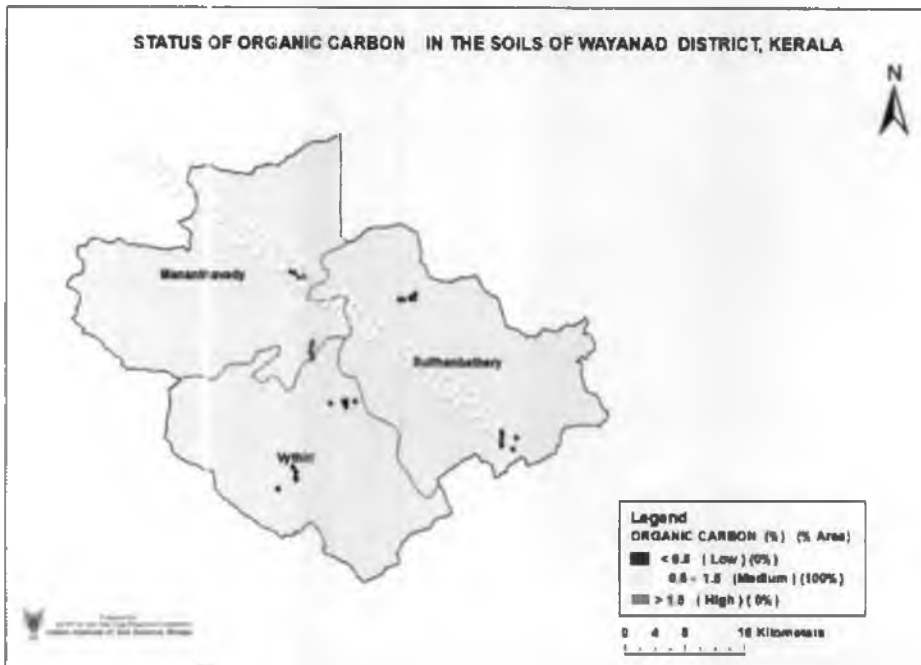 STATUS OF ORGANIC CARBON IN THE SOILS OF WAYANAD DISTRICT, KERALA
N
Mananthavady
Sulthanbathery
Vythiri
Legend
ORGANIC CARBON (%) (% Area)
< 0.5 (Low) (0%)
0.5 - 1.5 (Medium) (100%)
> 1.5 (High) (0%)
0 4 8 16 Kilometers